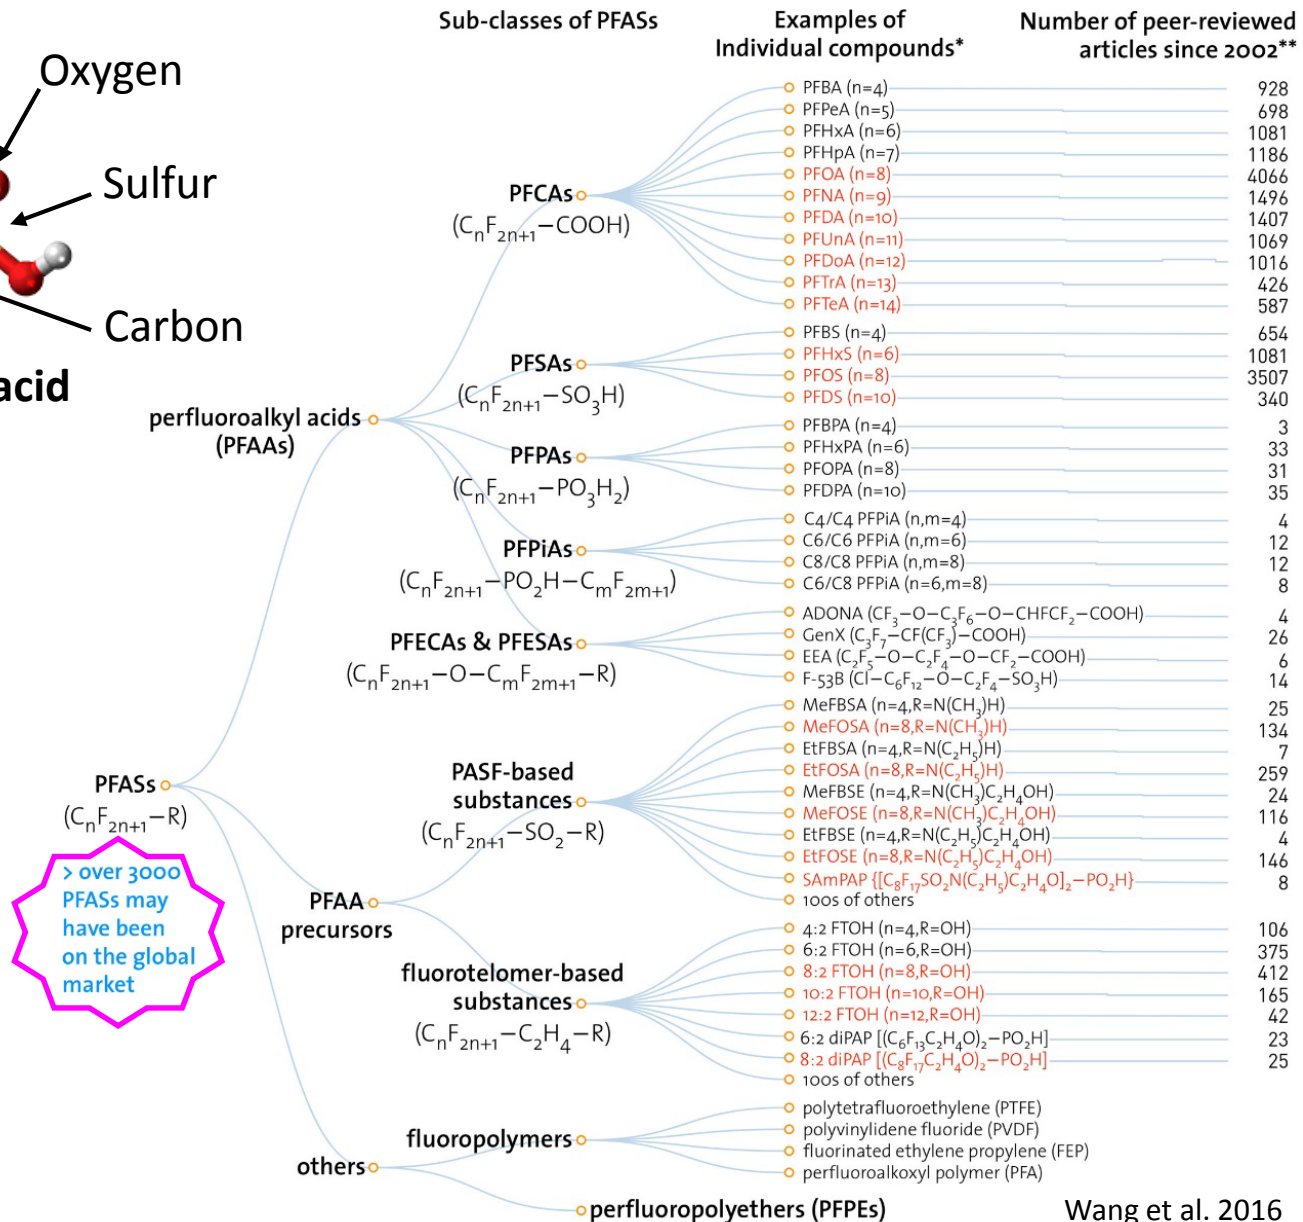 Sub-classes of PFASs
Examples of
Individual compounds*
Number of peer-reviewed
articles since 2002**
Oxygen
Sulfur
Carbon
acid
PFASs
(CₙF₂ₙ₊₁–R)
> over 3000
PFASs may
have been
on the global
market
perfluoroalkyl acids
(PFAAs)
PFCAs
(CₙF₂ₙ₊₁–COOH)
PFBA (n=4) 928
PFPeA (n=5) 698
PFHxA (n=6) 1081
PFHpA (n=7) 1186
PFOA (n=8) 4066
PFNA (n=9) 1496
PFDA (n=10) 1407
PFUnA (n=11) 1069
PFDoA (n=12) 1016
PFTrA (n=13) 426
PFTeA (n=14) 587
PFSAs
(CₙF₂ₙ₊₁–SO₃H)
PFBS (n=4) 654
PFHxS (n=6) 1081
PFOS (n=8) 3507
PFDS (n=10) 340
PFPAs
(CₙF₂ₙ₊₁–PO₃H₂)
PFBPA (n=4) 3
PFHxPA (n=6) 33
PFOPA (n=8) 31
PFDPA (n=10) 35
PFPiAs
(CₙF₂ₙ₊₁–PO₂H–CₘF₂ₘ₊₁)
C4/C4 PFPiA (n,m=4) 4
C6/C6 PFPiA (n,m=6) 12
C8/C8 PFPiA (n,m=8) 12
C6/C8 PFPiA (n=6,m=8) 8
PFECAs & PFESAs
(CₙF₂ₙ₊₁–O–CₘF₂ₘ₊₁–R)
ADONA (CF₃–O–C₃F₆–O–CHFCF₂–COOH) 4
GenX (C₃F₇–CF(CF₃)–COOH) 26
EEA (C₂F₅–O–C₂F₄–O–CF₂–COOH) 6
F-53B (Cl–C₆F₁₂–O–C₂F₄–SO₃H) 14
PFAA
precursors
PASF-based
substances
(CₙF₂ₙ₊₁–SO₂–R)
MeFBSA (n=4,R=N(CH₃)H) 25
MeFOSA (n=8,R=N(CH₃)H) 134
EtFBSA (n=4,R=N(C₂H₅)H) 7
EtFOSA (n=8,R=N(C₂H₅)H) 259
MeFBSE (n=4,R=N(CH₃)C₂H₄OH) 24
MeFOSE (n=8,R=N(CH₃)C₂H₄OH) 116
EtFBSE (n=4,R=N(C₂H₅)C₂H₄OH) 4
EtFOSE (n=8,R=N(C₂H₅)C₂H₄OH) 146
SAmPAP {[C₈F₁₇SO₂N(C₂H₅)C₂H₄O]₂–PO₂H} 8
100s of others
fluorotelomer-based
substances
(CₙF₂ₙ₊₁–C₂H₄–R)
4:2 FTOH (n=4,R=OH) 106
6:2 FTOH (n=6,R=OH) 375
8:2 FTOH (n=8,R=OH) 412
10:2 FTOH (n=10,R=OH) 165
12:2 FTOH (n=12,R=OH) 42
6:2 diPAP [(C₆F₁₃C₂H₄O)₂–PO₂H] 23
8:2 diPAP [(C₈F₁₇C₂H₄O)₂–PO₂H] 25
100s of others
others
fluoropolymers
polytetrafluoroethylene (PTFE)
polyvinylidene fluoride (PVDF)
fluorinated ethylene propylene (FEP)
perfluoroalkoxyl polymer (PFA)
perfluoropolyethers (PFPEs)
Wang et al. 2016